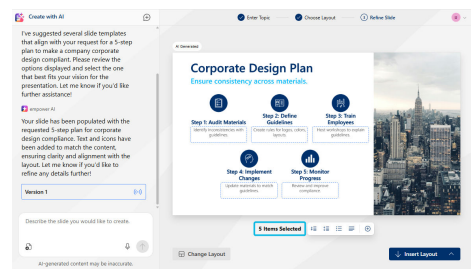 Create with AI
Enter Topic
Choose Layout
Refine Slide
I've suggested several slide templates
that align with your request for a 5-step
plan to make a company corporate
design compliant. Please review the
options displayed and select the one
that best fits your vision for the
presentation. Let me know if you'd like
further assistance!
empower AI
Your slide has been populated with the
requested 5-step plan for corporate
design compliance. Text and icons have
been added to match the content,
ensuring clarity and alignment with the
layout. Let me know if you'd like to
refine any details further!
Version 1
Describe the slide you would like to create.
AI-generated content may be inaccurate.
AI Generated
Corporate Design Plan
Ensure consistency across materials.
Step 1: Audit Materials
Identify inconsistencies with
guidelines.
Step 2: Define
Guidelines
Create rules for logos, colors,
layouts.
Step 3: Train
Employees
Host workshops to explain
guidelines.
Step 4: Implement
Changes
Update materials to match
guidelines.
Step 5: Monitor
Progress
Review and improve
compliance.
5 Items Selected
Change Layout
Insert Layout